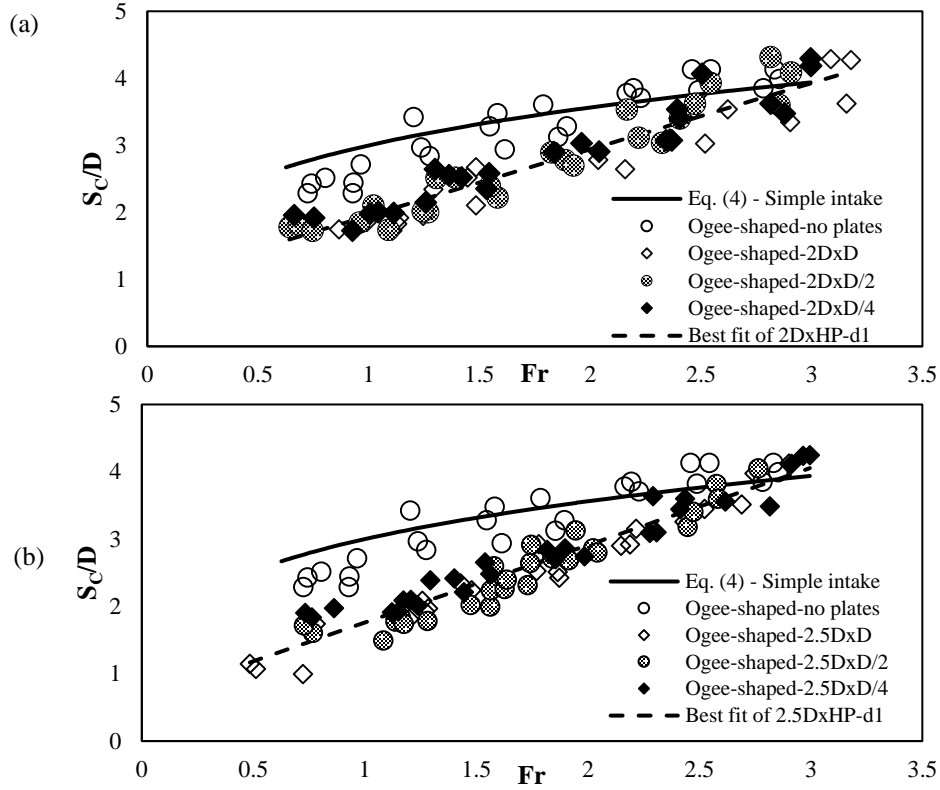 (a)
5
4
3
2
1
0
S_C/D
Eq. (4) - Simple intake
Ogee-shaped-no plates
Ogee-shaped-2DxD
Ogee-shaped-2DxD/2
Ogee-shaped-2DxD/4
Best fit of 2DxHP-d1
0 0.5 1 1.5 2 2.5 3 3.5
Fr
(b)
5
4
3
2
1
0
S_C/D
Eq. (4) - Simple intake
Ogee-shaped-no plates
Ogee-shaped-2.5DxD
Ogee-shaped-2.5DxD/2
Ogee-shaped-2.5DxD/4
Best fit of 2.5DxHP-d1
0 0.5 1 1.5 2 2.5 3 3.5
Fr